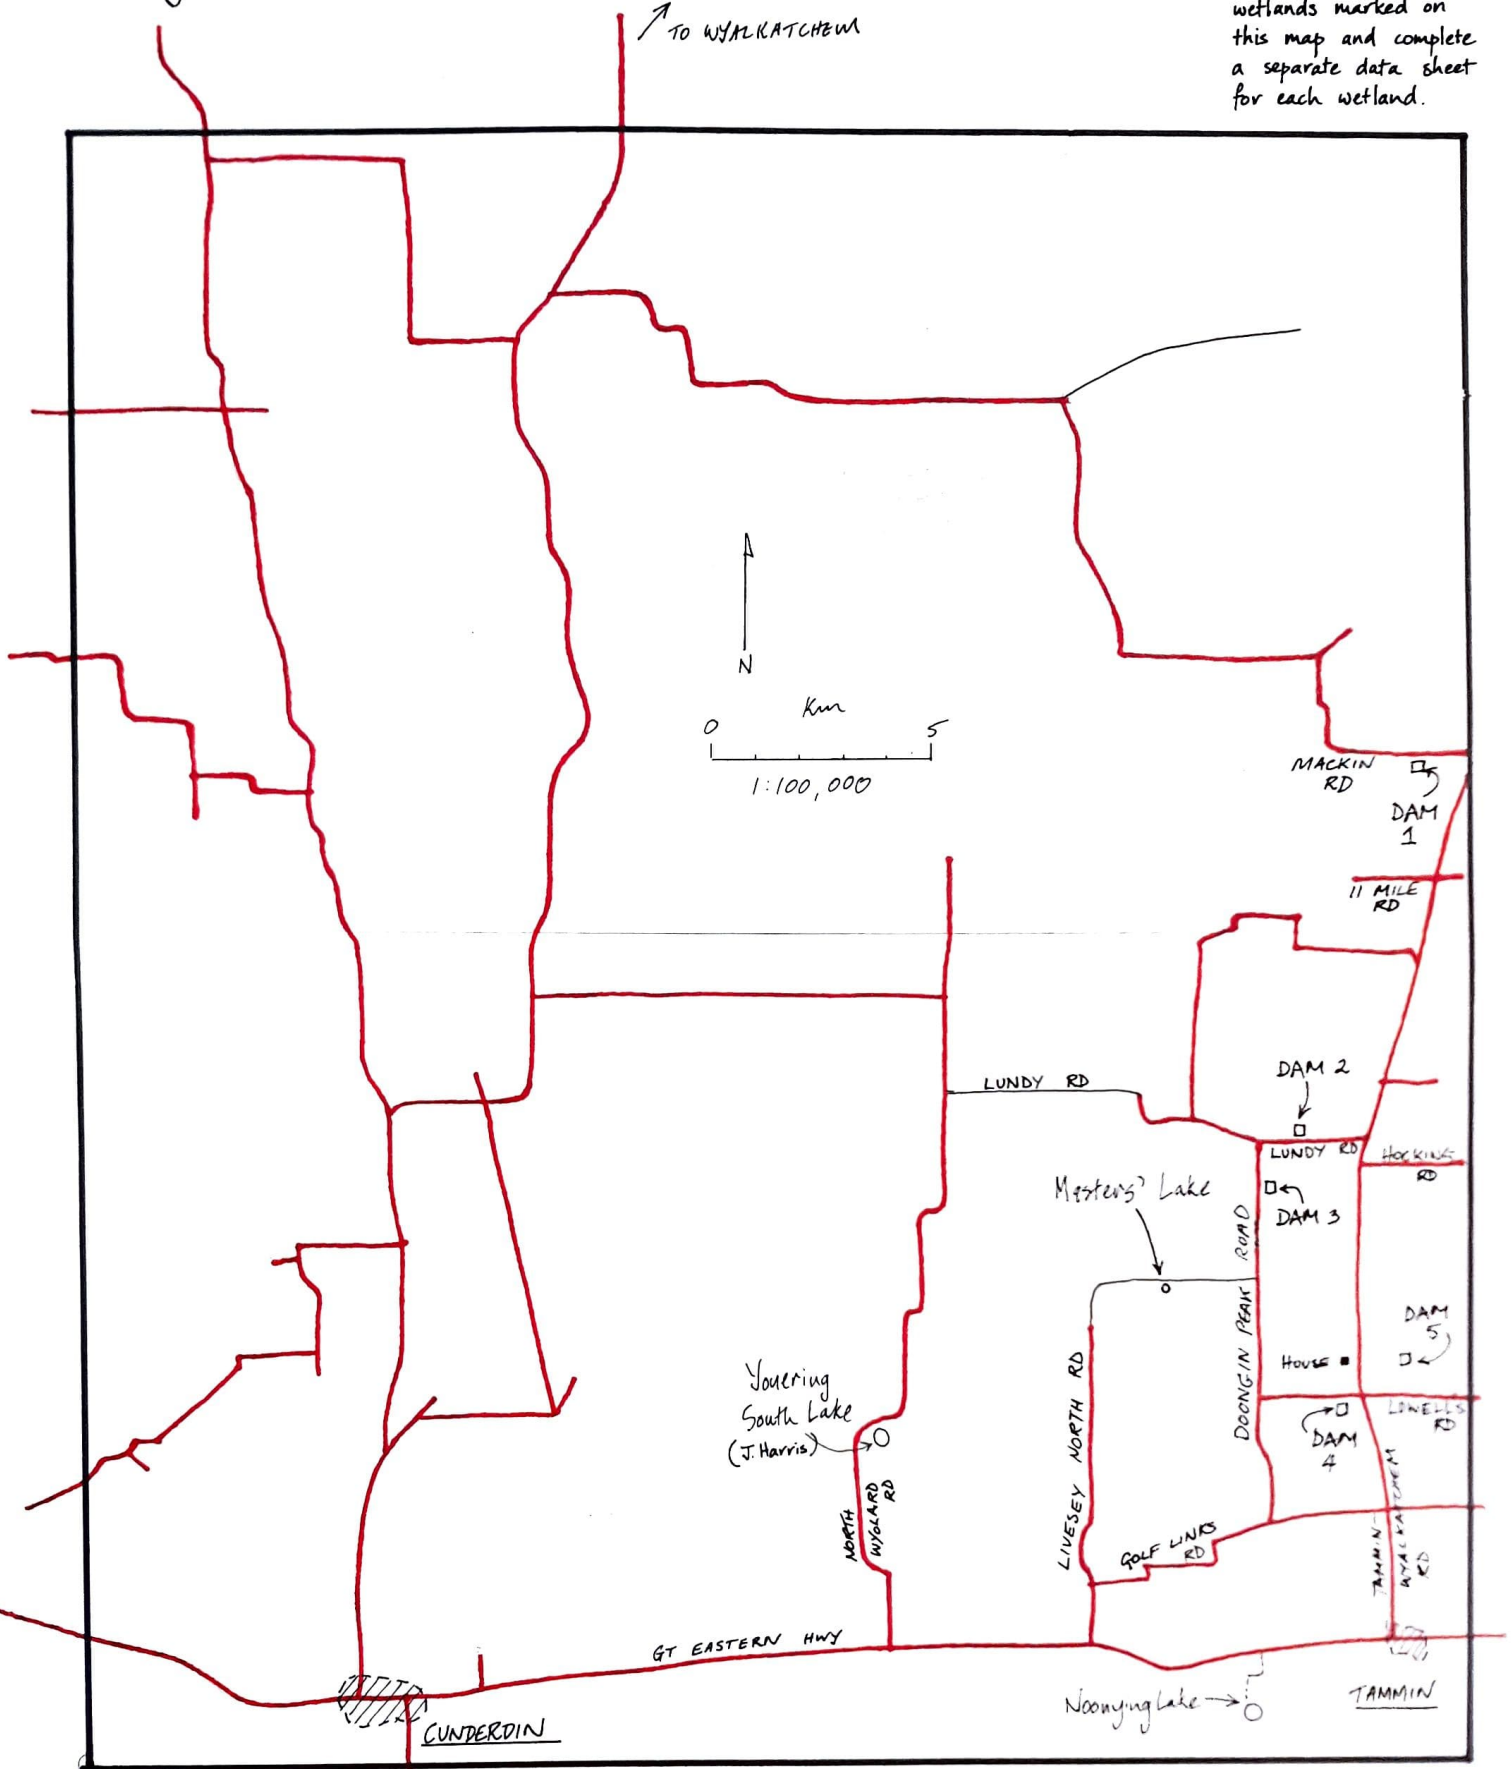 wetlands marked on
this map and complete
a separate data sheet
for each wetland.
TO WYALKATCHEM
N
Km
0 5
1:100,000
MACKIN
RD
DAM
1
11 MILE
RD
DAM 2
LUNDY RD
LUNDY RD
HOCKING
RD
Masters' Lake
DAM 3
DOONGIN PEAK ROAD
DAM
5
HOUSE
LOWELLS
RD
DAM
4
Youering
South Lake
(J. Harris)
NORTH
WYOLARD
RD
LIVESEY NORTH RD
GOLF LINKS
RD
TAMMIN-
WYALKATCHEM
RD
GT EASTERN HWY
Noonying Lake
TAMMIN
CUNDERDIN